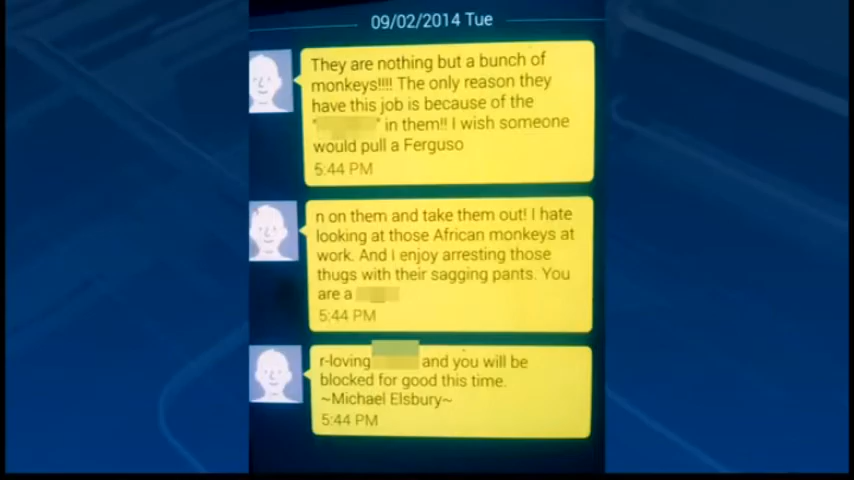 09/02/2014 Tue
They are nothing but a bunch of
monkeys!!!! The only reason they
have this job is because of the
" " in them!! I wish someone
would pull a Ferguso
5:44 PM
n on them and take them out! I hate
looking at those African monkeys at
work. And I enjoy arresting those
thugs with their sagging pants. You
are a
5:44 PM
r-loving and you will be
blocked for good this time.
~Michael Elsbury~
5:44 PM